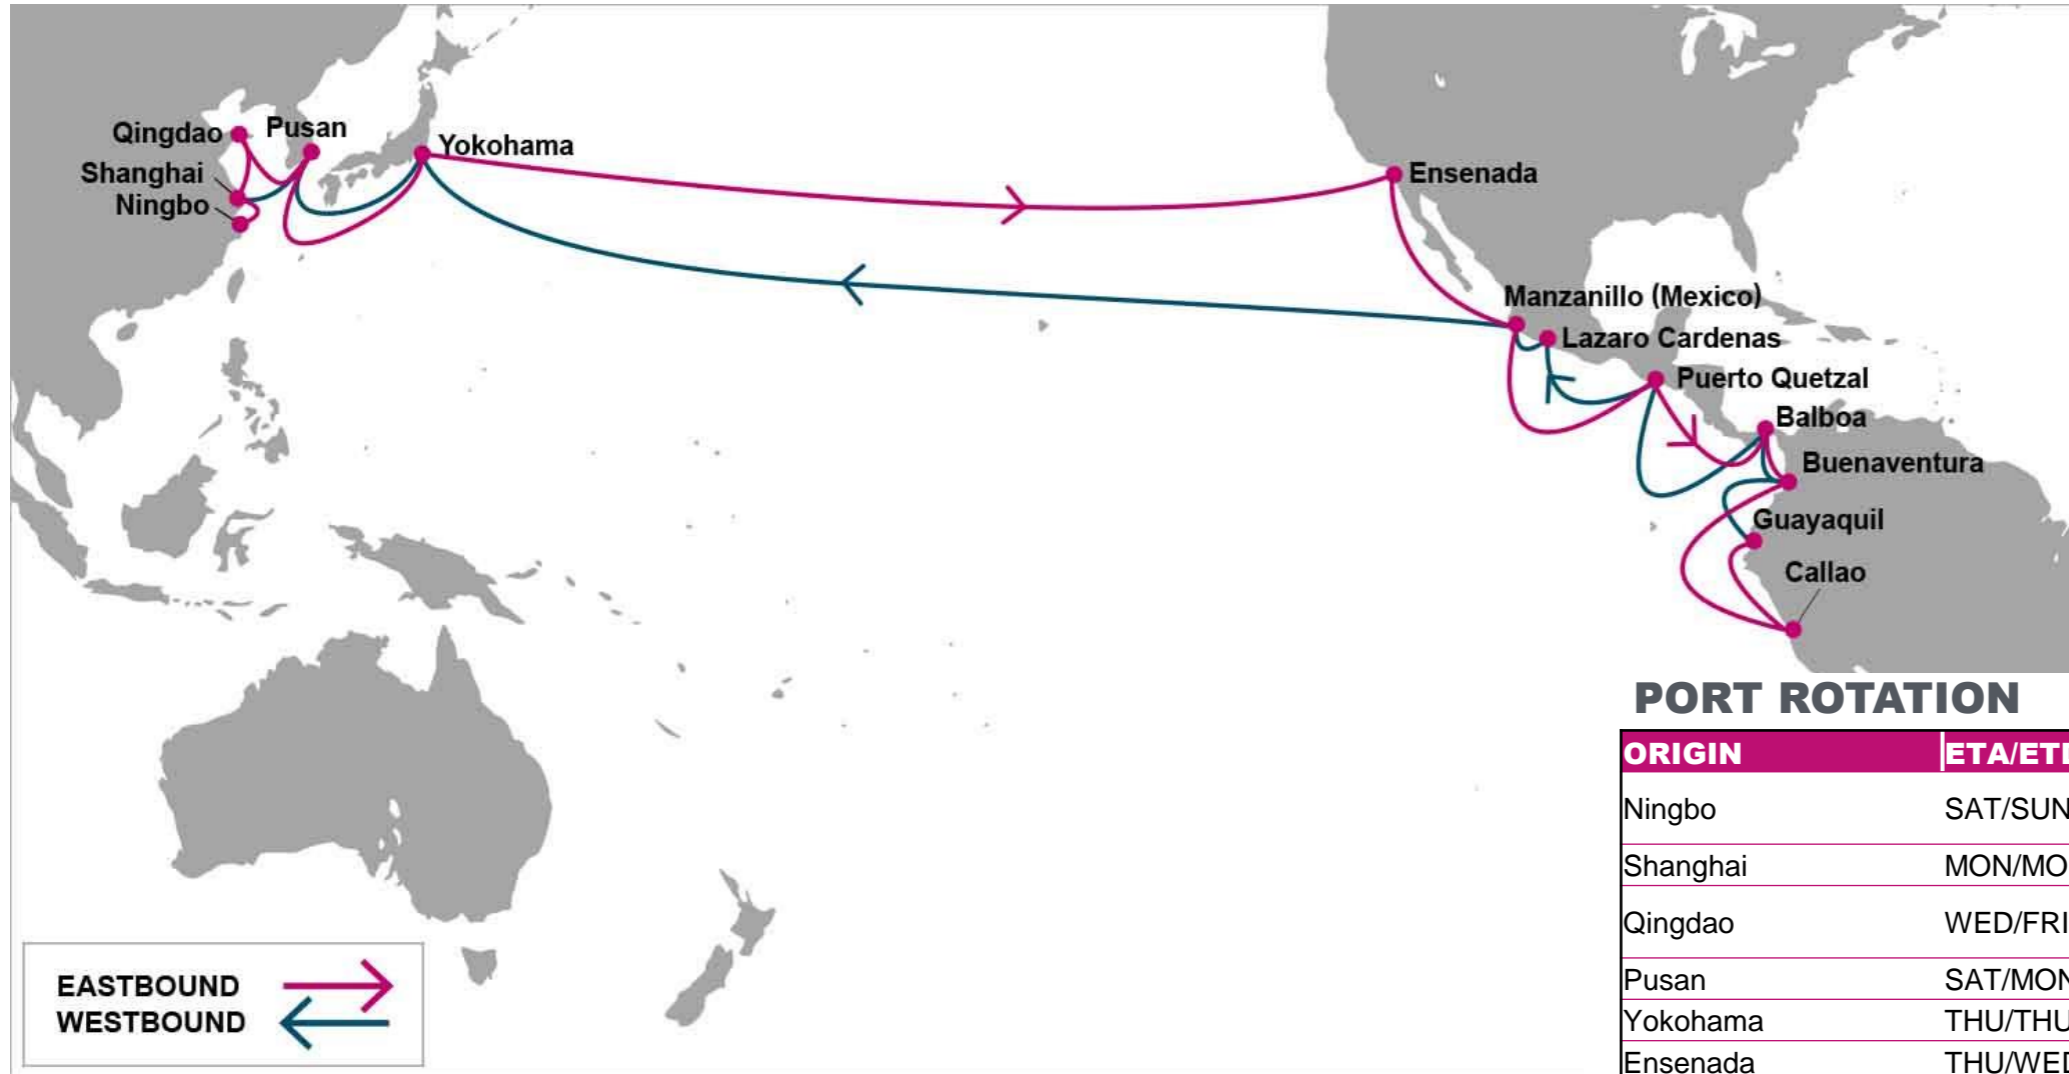 Qingdao
Pusan
Yokohama
Shanghai
Ningbo
Ensenada
Manzanillo (Mexico)
Lazaro Cardenas
Puerto Quetzal
Balboa
Buenaventura
Guayaquil
Callao
EASTBOUND
WESTBOUND
PORT ROTATION
ORIGIN
Ningbo SAT/SUN
Shanghai MON/MO
Qingdao WED/FRI
Pusan SAT/MON
Yokohama THU/THU
Ensenada THU/WED